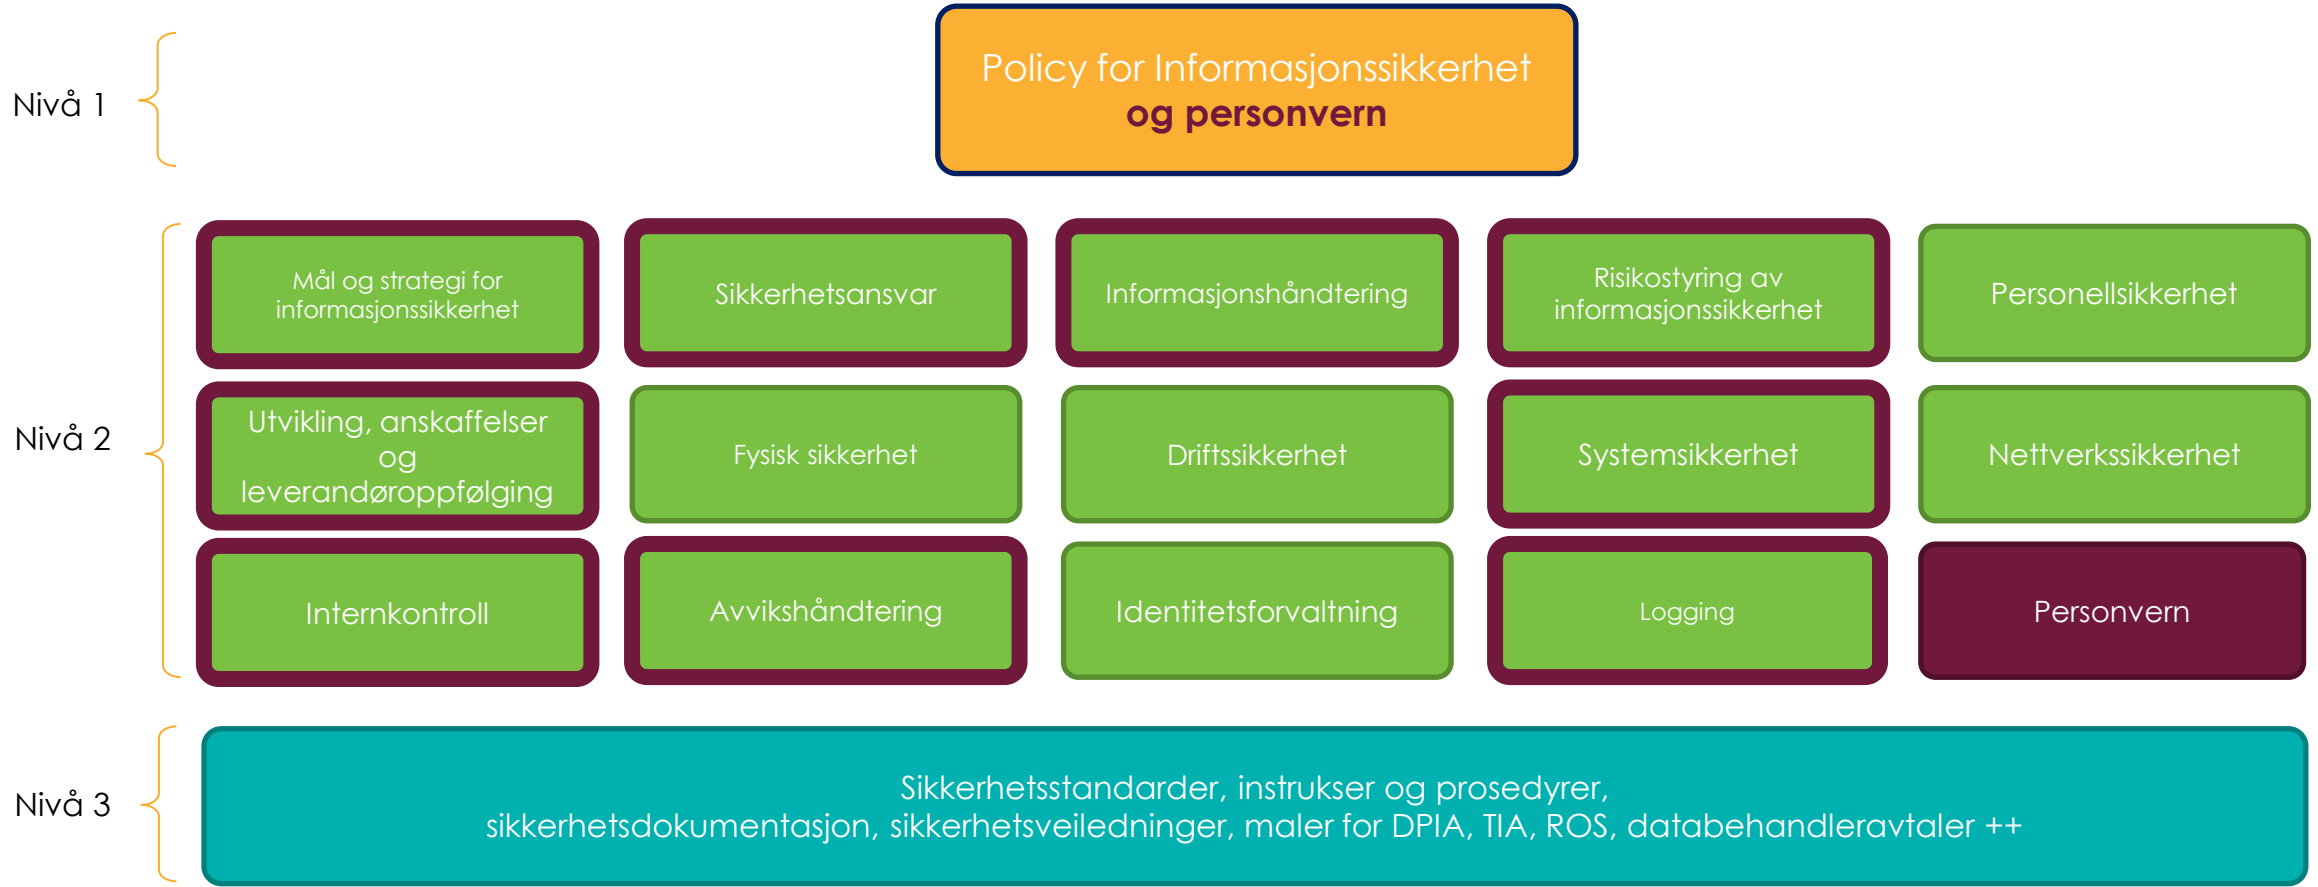 Nivå 1
Policy for Informasjonssikkerhet
og personvern
Nivå 2
Mål og strategi for
informasjonssikkerhet
Sikkerhetsansvar
Informasjonshåndtering
Risikostyring av
informasjonssikkerhet
Personellsikkerhet
Utvikling, anskaffelser
og
leverandøroppfølging
Fysisk sikkerhet
Driftssikkerhet
Systemsikkerhet
Nettverkssikkerhet
Internkontroll
Avvikshåndtering
Identitetsforvaltning
Logging
Personvern
Nivå 3
Sikkerhetsstandarder, instrukser og prosedyrer,
sikkerhetsdokumentasjon, sikkerhetsveiledninger, maler for DPIA, TIA, ROS, databehandleravtaler ++